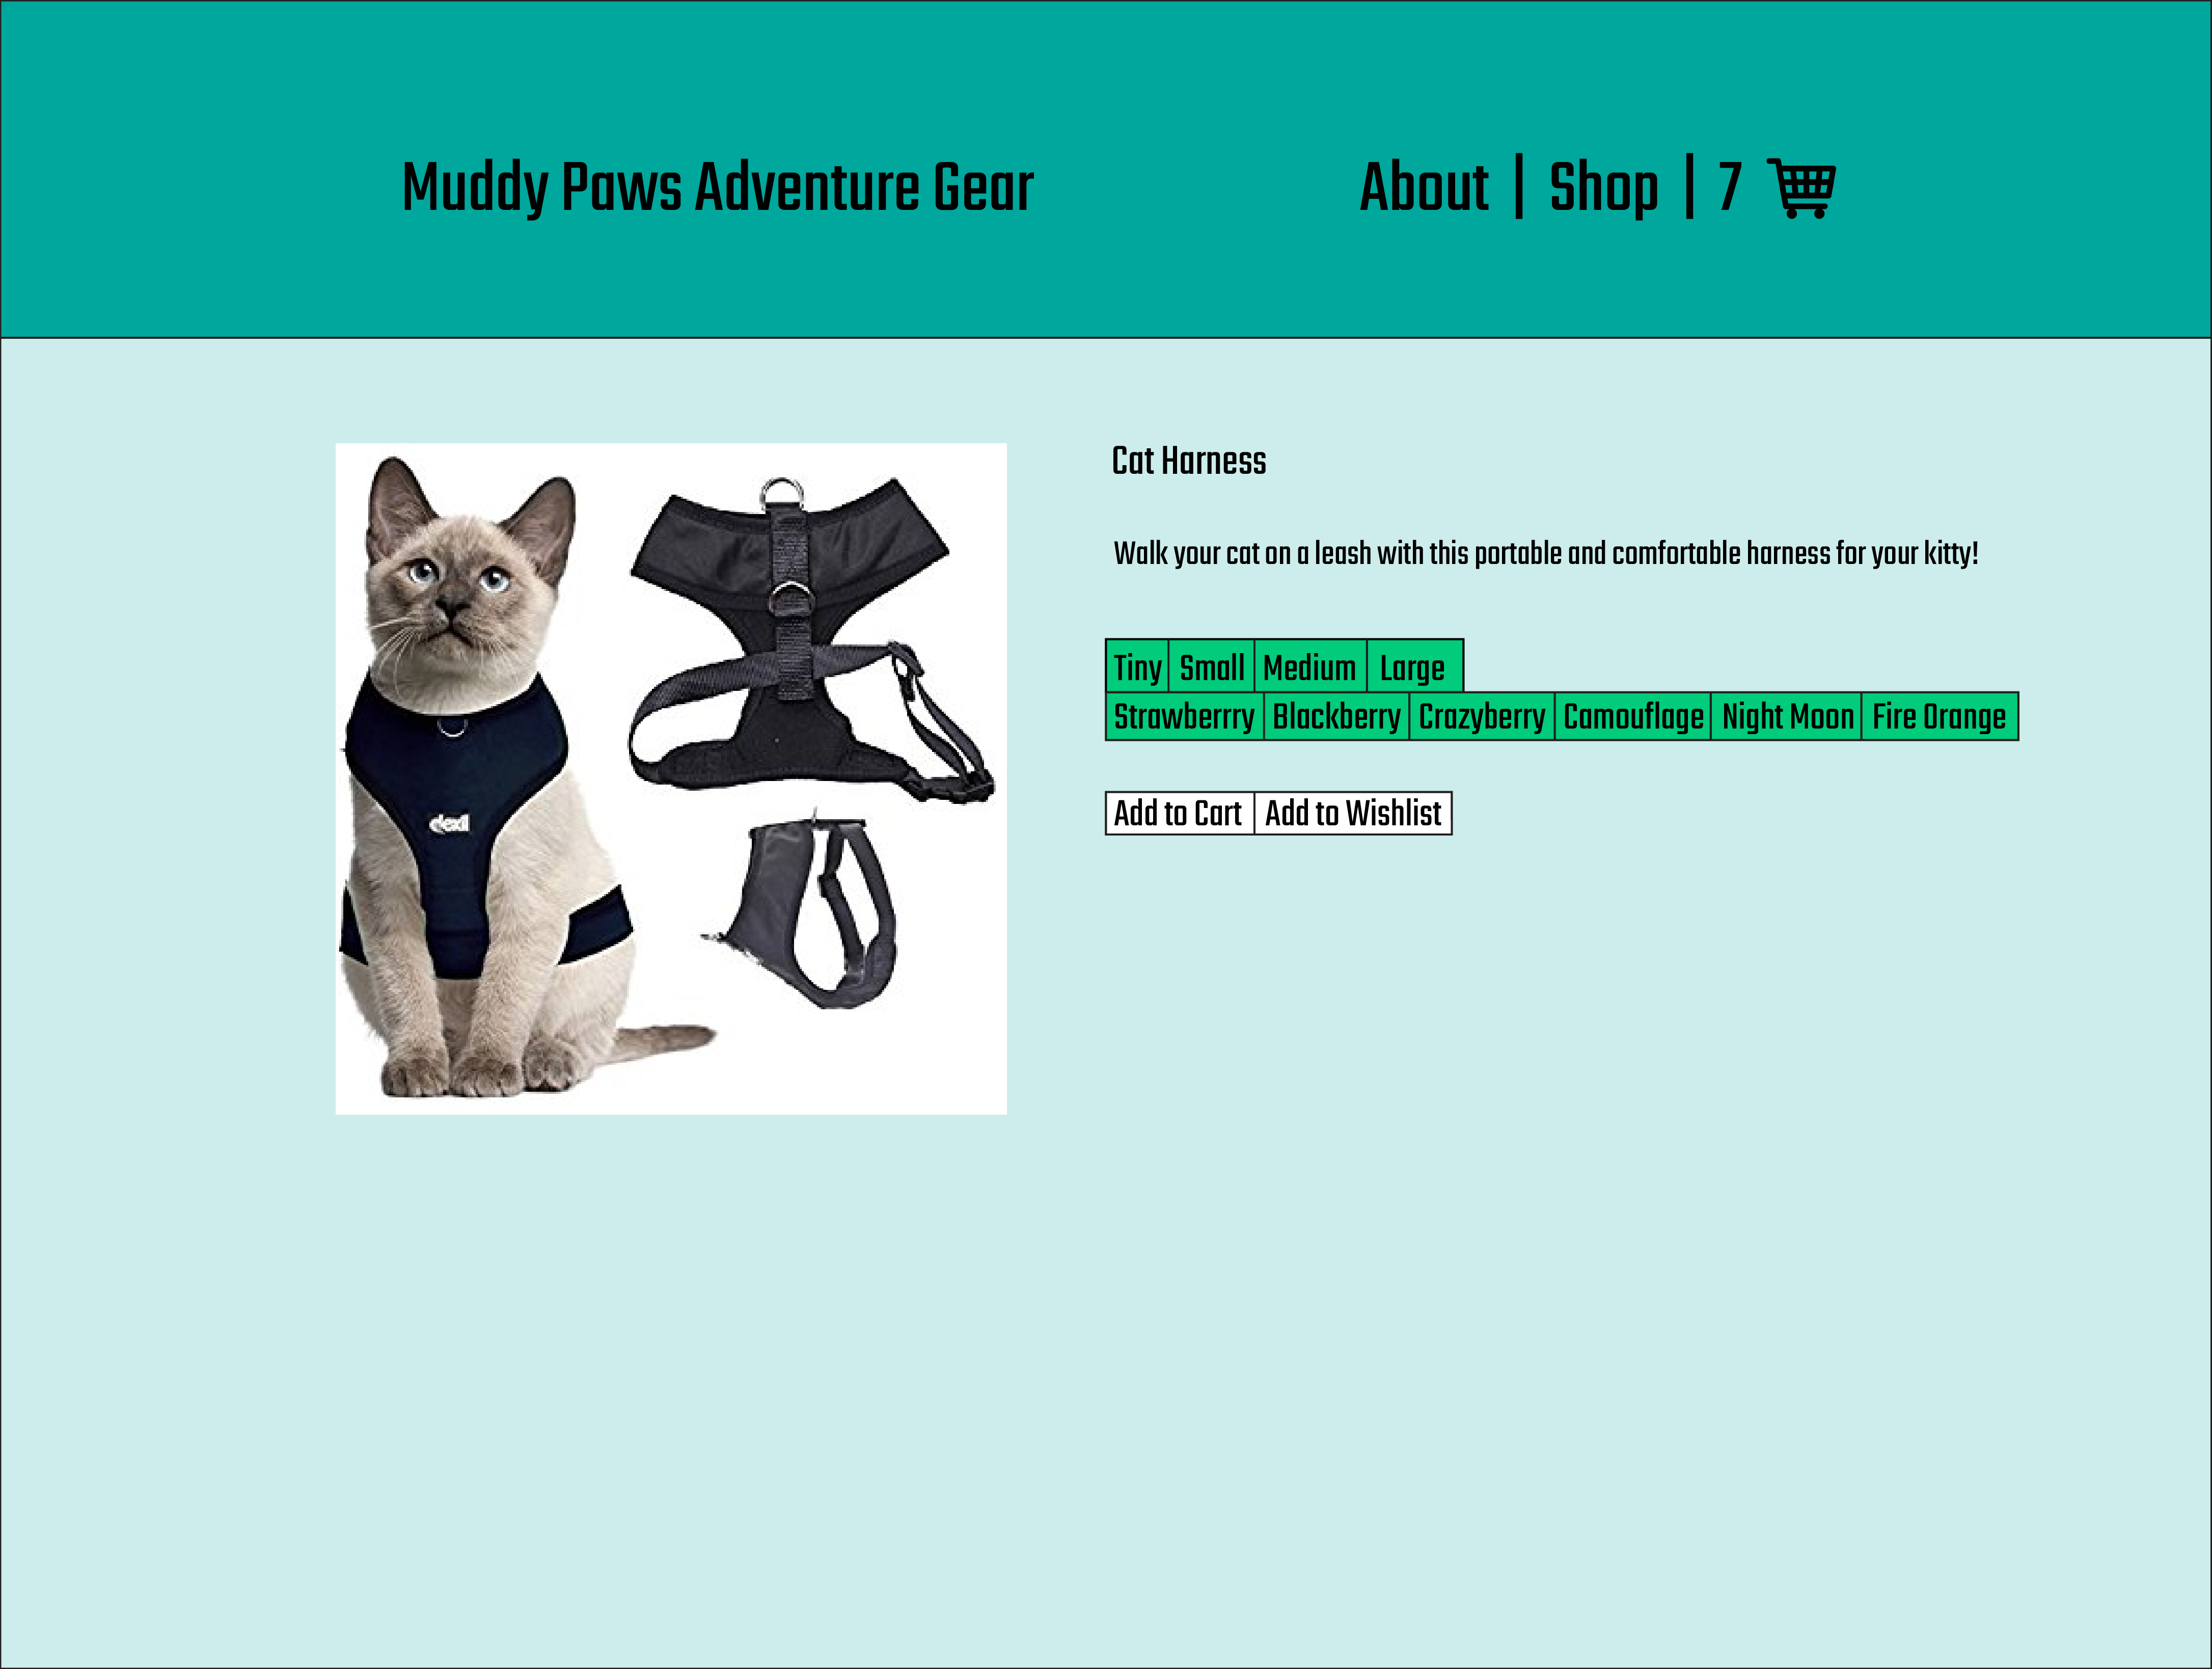 Muddy Paws Adventure Gear
About | Shop | 7
Cat Harness
Walk your cat on a leash with this portable and comfortable harness for your kitty!
Tiny Small Medium Large
Strawberrry Blackberry Crazyberry Camouflage Night Moon Fire Orange
dexil
Add to Cart Add to Wishlist